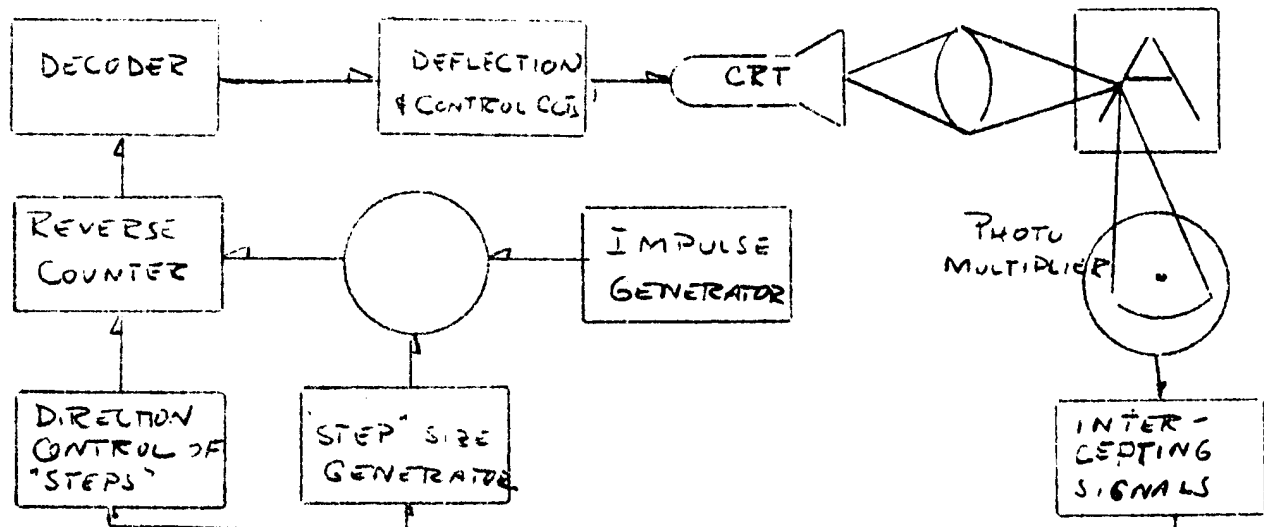 DECODER
DEFLECTION
& CONTROL CCTS
CRT
A
REVERSE
COUNTER
IMPULSE
GENERATOR
PHOTO
MULTIPLIER
DIRECTION
CONTROL OF
"STEPS"
"STEP" SIZE
GENERATOR
INTER-
CEPTING
SIGNALS